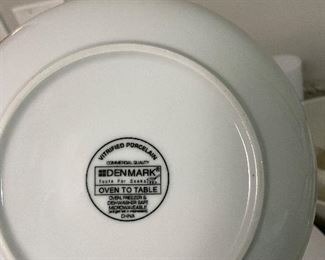 VITRIFIED PORCELAIN
COMMERCIAL QUALITY
DENMARK®
Tools For Cooks
OVEN TO TABLE
OVEN, FREEZER &
DISHWASHER SAFE
MICROWAVEABLE
CHINA